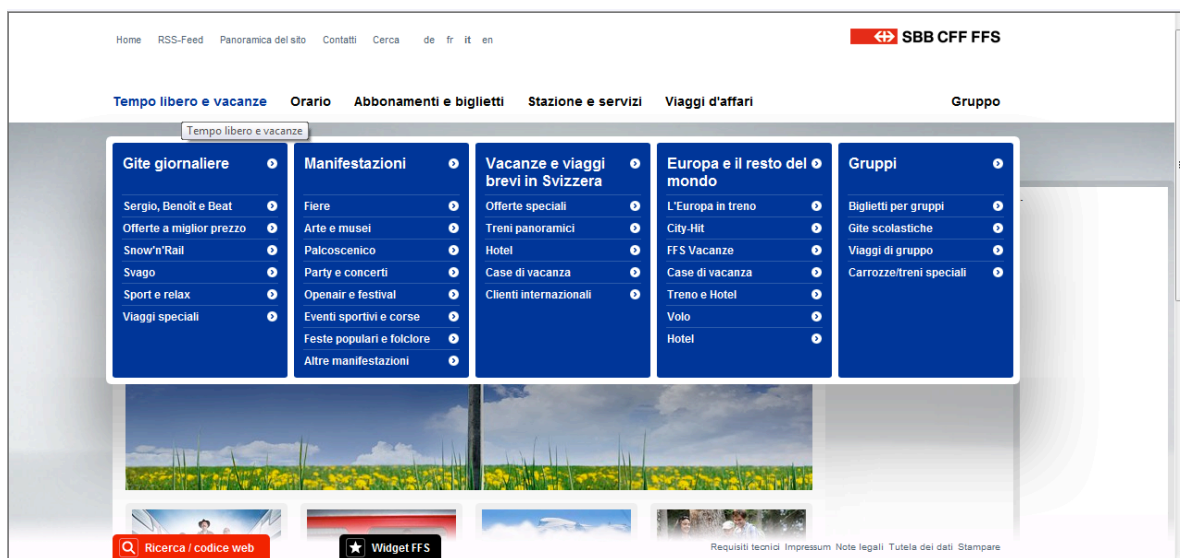 Home RSS-Feed Panoramica del sito Contatti Cerca de fr it en
SBB CFF FFS
Tempo libero e vacanze Orario Abbonamenti e biglietti Stazione e servizi Viaggi d'affari Gruppo
Tempo libero e vacanze
Gite giornaliere
Sergio, Benoît e Beat
Offerte a miglior prezzo
Snow'n'Rail
Svago
Sport e relax
Viaggi speciali
Manifestazioni
Fiere
Arte e musei
Palcoscenico
Party e concerti
Openair e festival
Eventi sportivi e corse
Feste populari e folclore
Altre manifestazioni
Vacanze e viaggi
brevi in Svizzera
Offerte speciali
Treni panoramici
Hotel
Case di vacanza
Clienti internazionali
Europa e il resto del
mondo
L'Europa in treno
City-Hit
FFS Vacanze
Case di vacanza
Treno e Hotel
Volo
Hotel
Gruppi
Biglietti per gruppi
Gite scolastiche
Viaggi di gruppo
Carrozze/treni speciali
Ricerca / codice web
Widget FFS
Requisiti tecnici Impressum Note legali Tutela dei dati Stampare